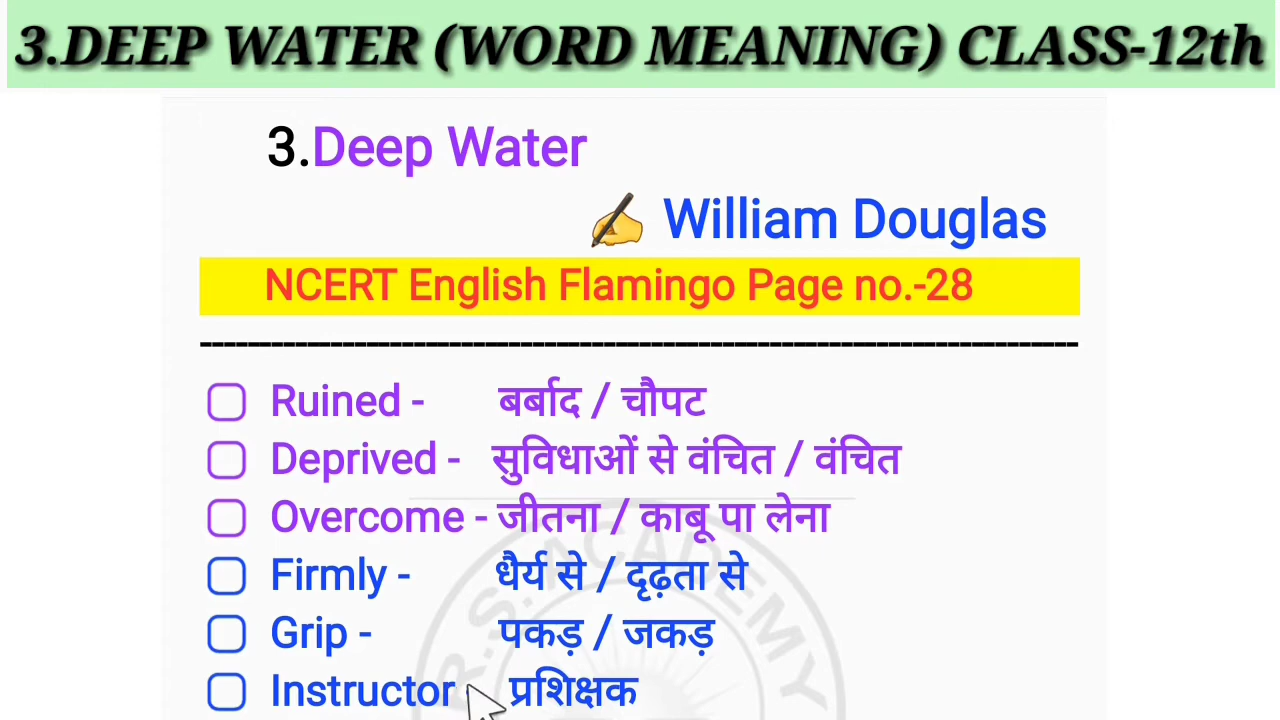 3.DEEP WATER (WORD MEANING) CLASS-12th
3.Deep Water
✍ William Douglas
NCERT English Flamingo Page no.-28
--------------------------------------------------------------------------
Ruined - बर्बाद / चौपट
Deprived - सुविधाओं से वंचित / वंचित
Overcome - जीतना / काबू पा लेना
Firmly - धैर्य से / दृढ़ता से
Grip - पकड़ / जकड़
Instructor - प्रशिक्षक
R.S. ACADEMY